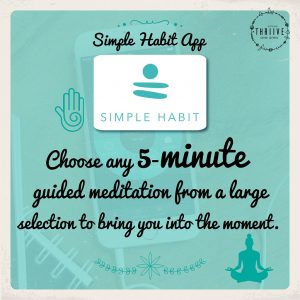 Simple Habit App
THRIIVE
SIMPLE HABIT
Choose any 5-minute
guided meditation from a large
selection to bring you into the moment.